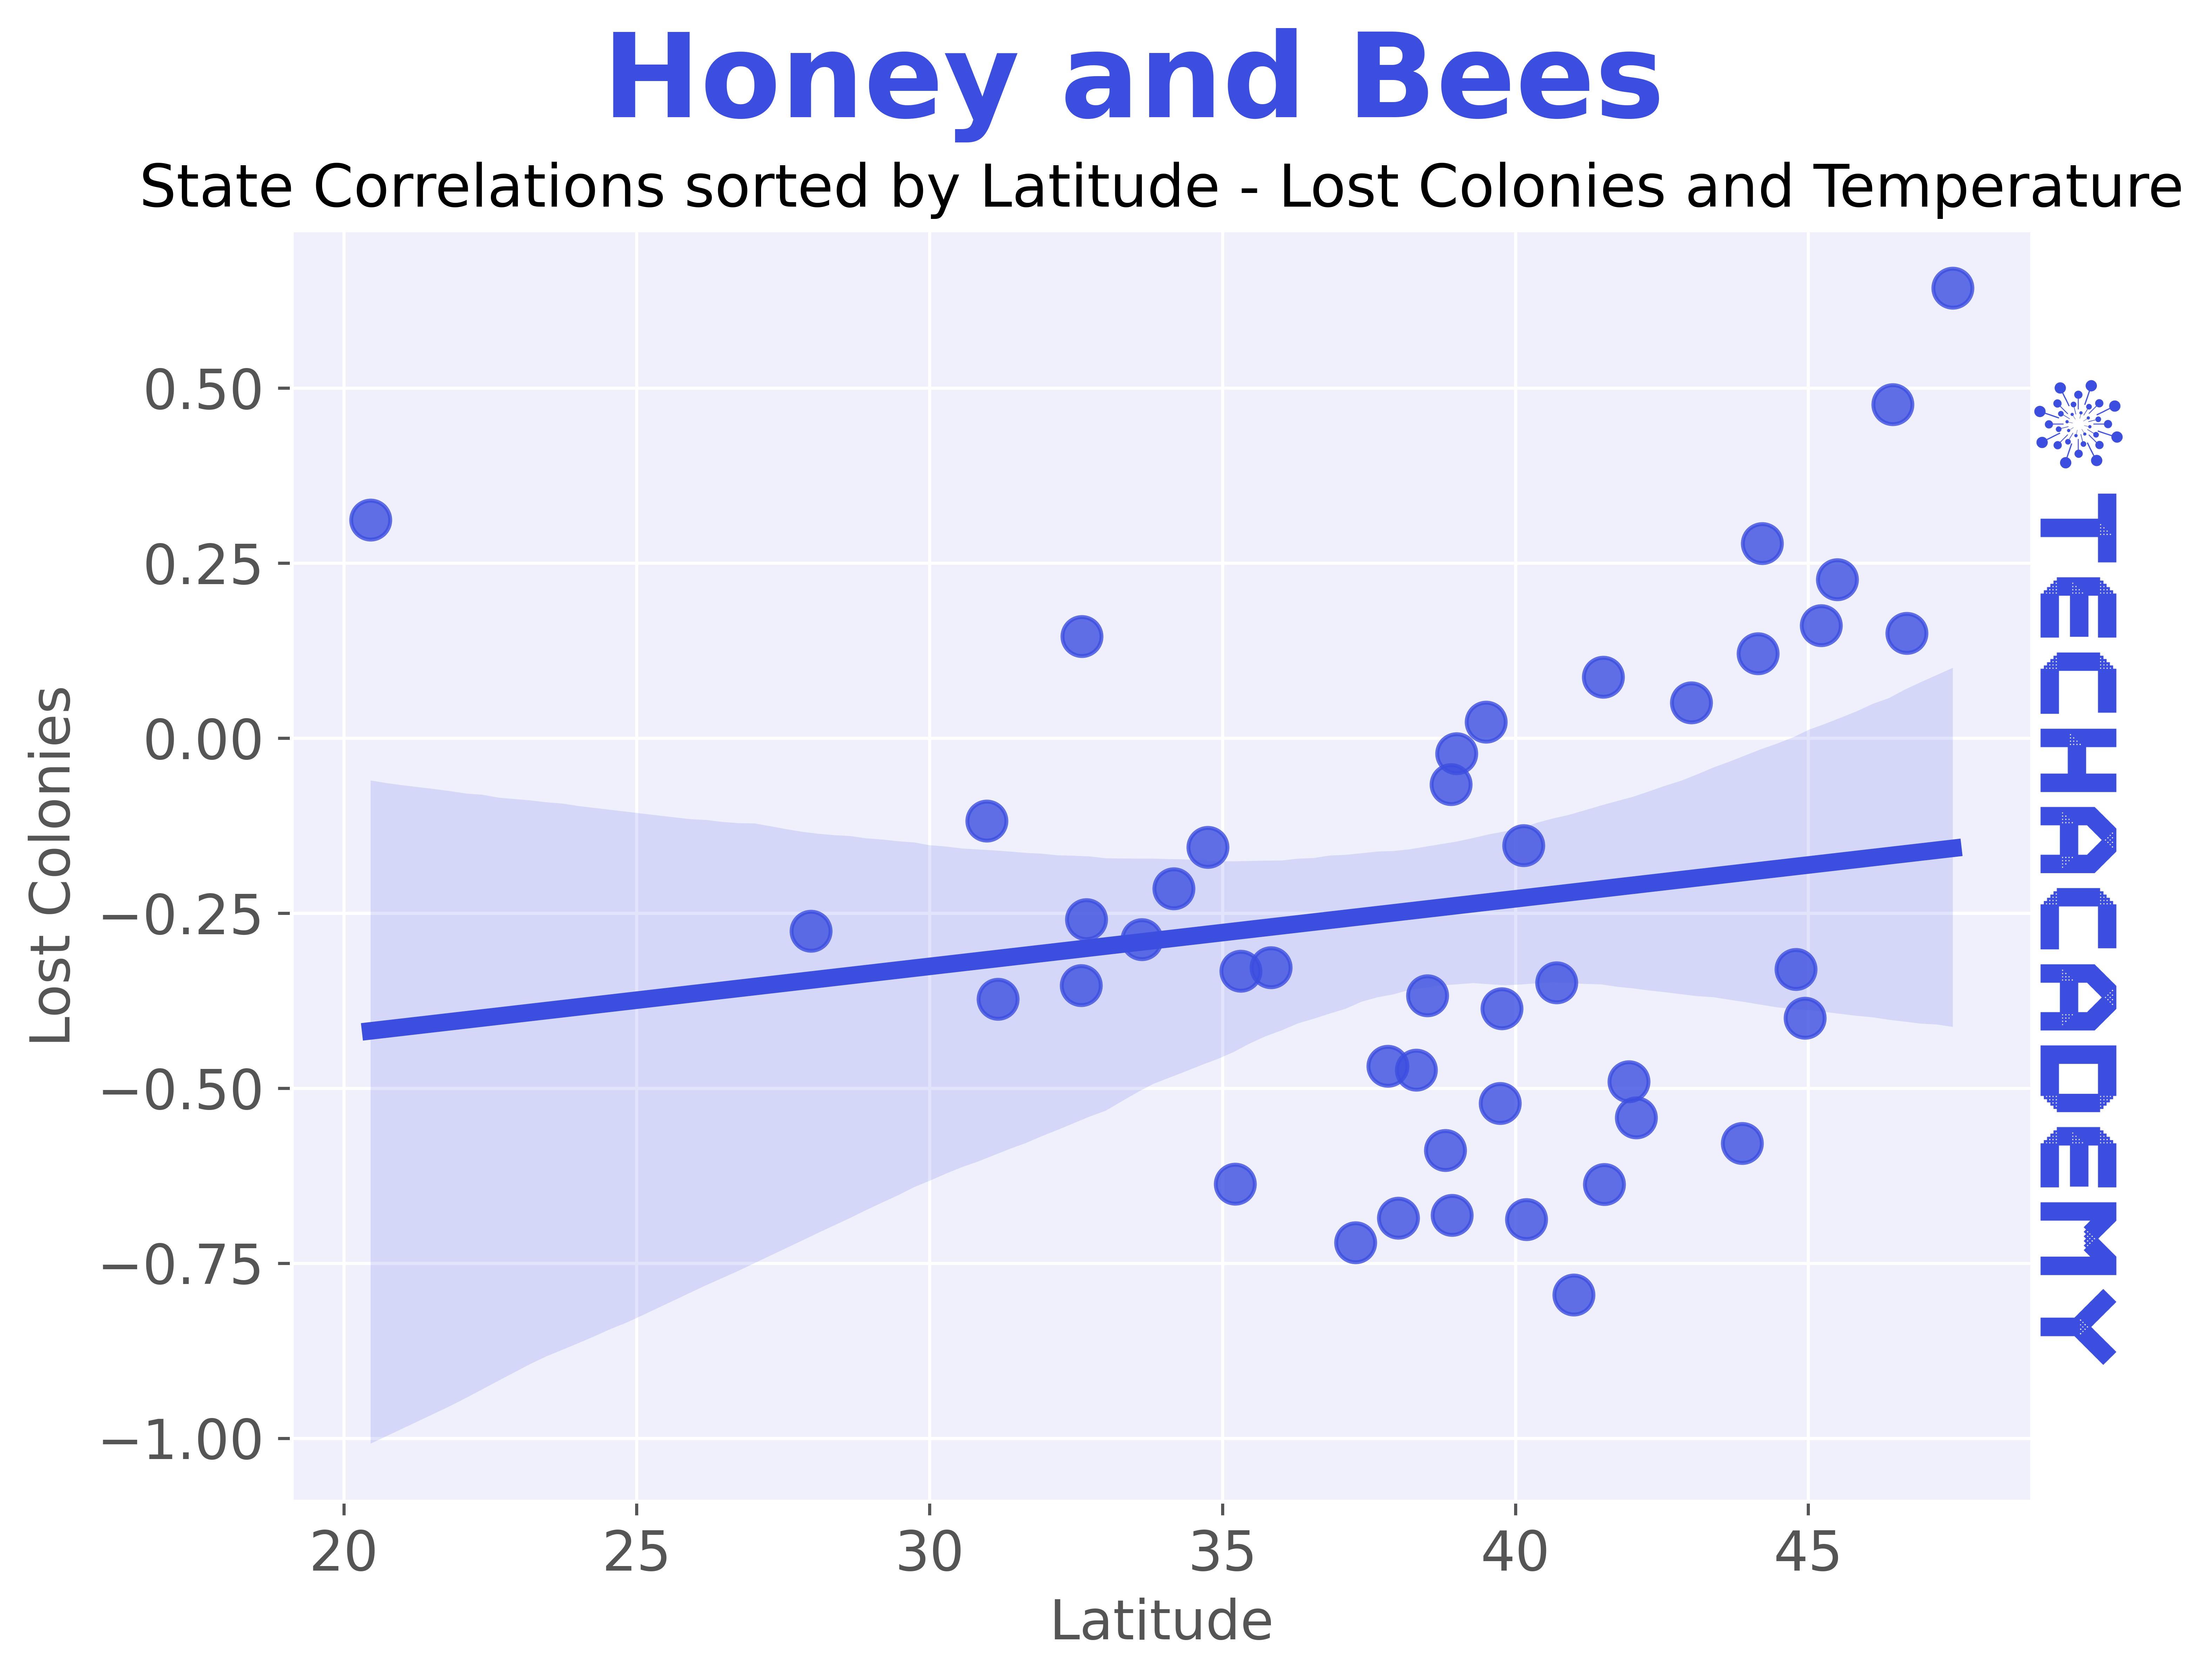 Honey and Bees
State Correlations sorted by Latitude - Lost Colonies and Temperature
Lost Colonies
0.50
0.25
0.00
−0.25
−0.50
−0.75
−1.00
20 25 30 35 40 45
Latitude
TECHACADEMY